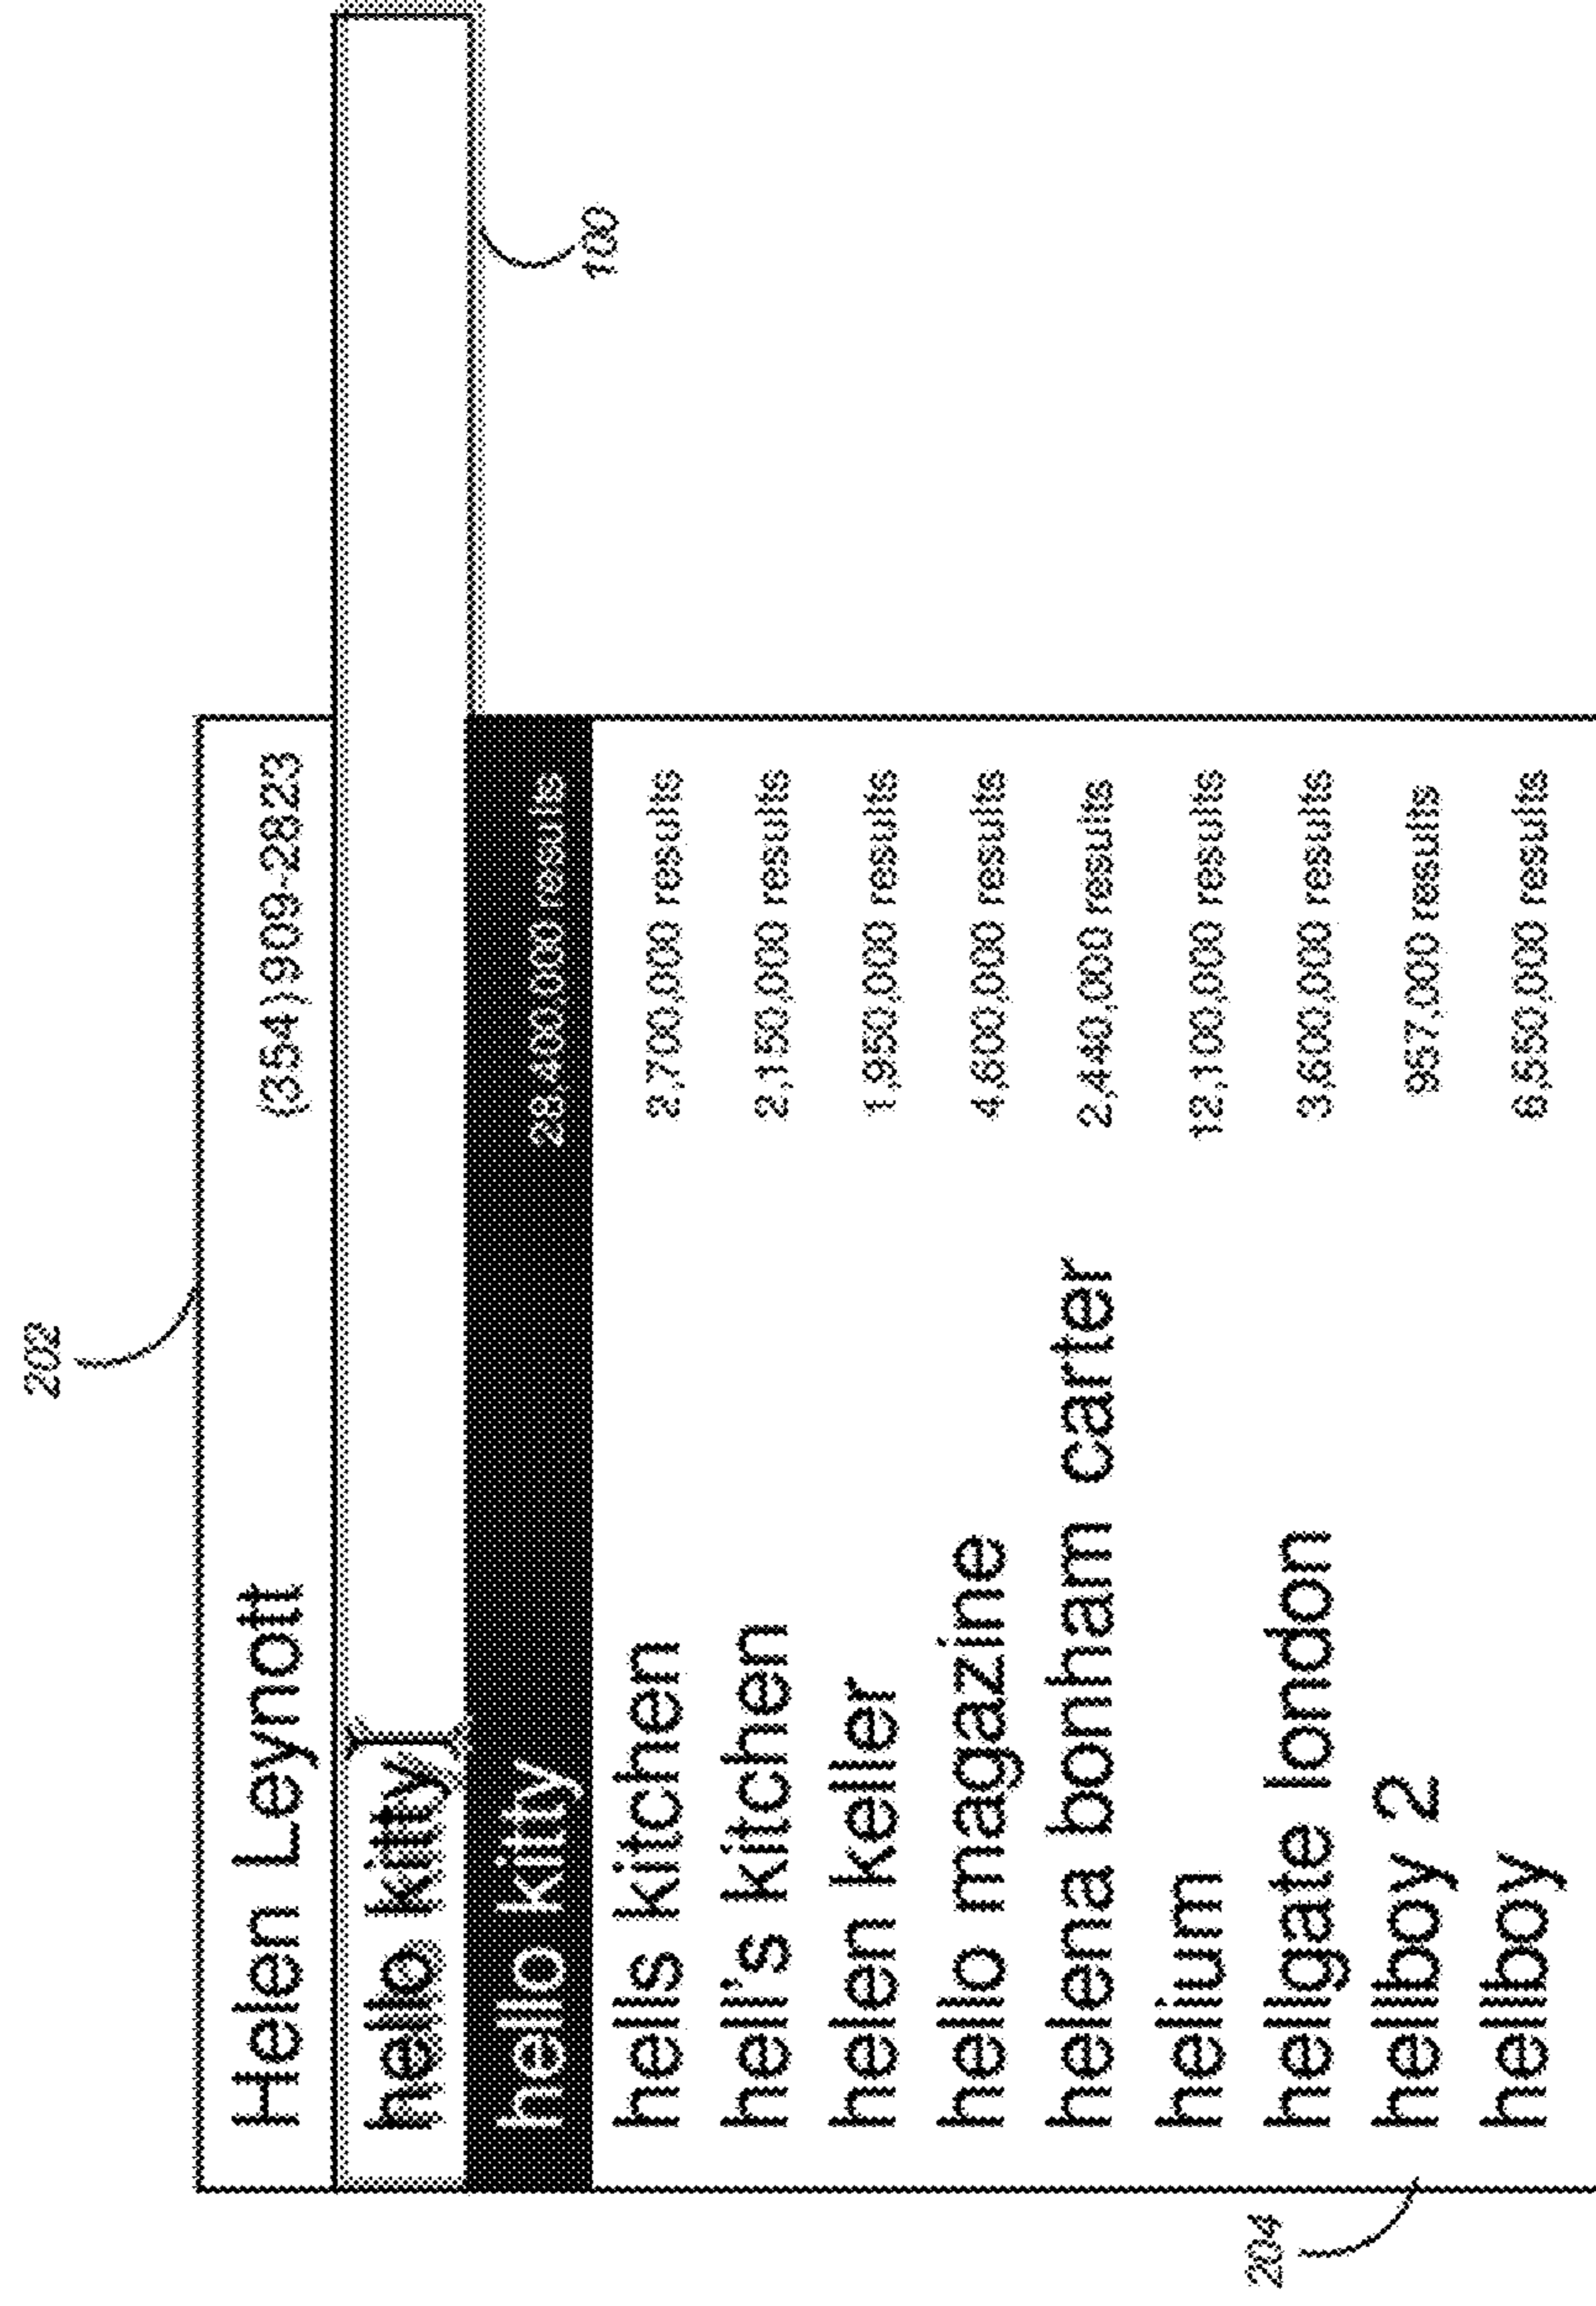 202
Helen Leynott (354) 909-2823
hello kitty
100
hello kitty 28,400,000 results
hells kitchen 2,700,000 results
hell's kitchen 2,150,000 results
helen keller 1,950,000 results
hello magazine 4,600,000 results
helena bonham carter 2,440,000 results
helium 12,100,000 results
hellgate london 3,600,000 results
hellboy 2 957,000 results
hellboy 6,550,000 results
204